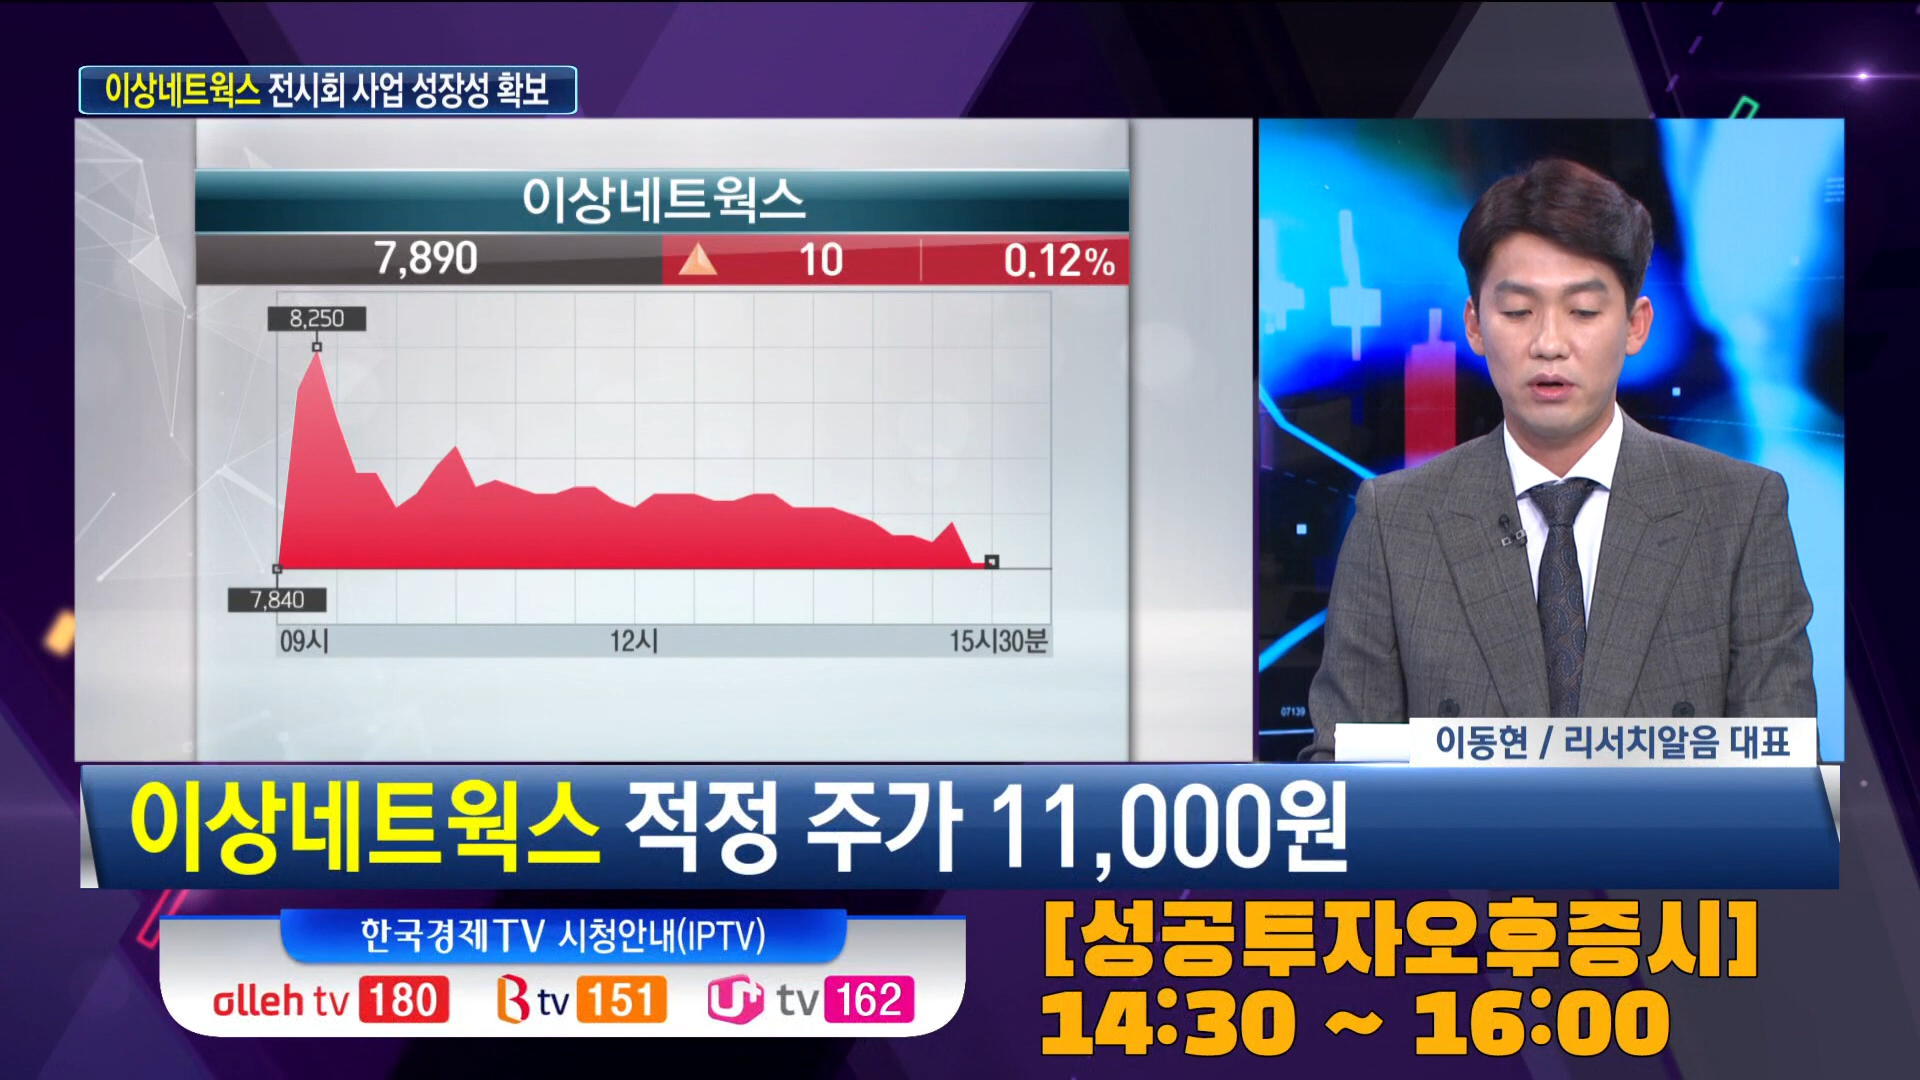 이상네트웍스 전시회 사업 성장성 확보
이상네트웍스
7,890 10 0.12%
8,250
7,840
09시 12시 15시30분
07139
이동현 / 리서치알음 대표
이상네트웍스 적정 주가 11,000원
한국경제TV 시청안내(IPTV)
olleh tv 180 B tv 151 U+ tv 162
[성공투자오후증시]
14:30 ~ 16:00